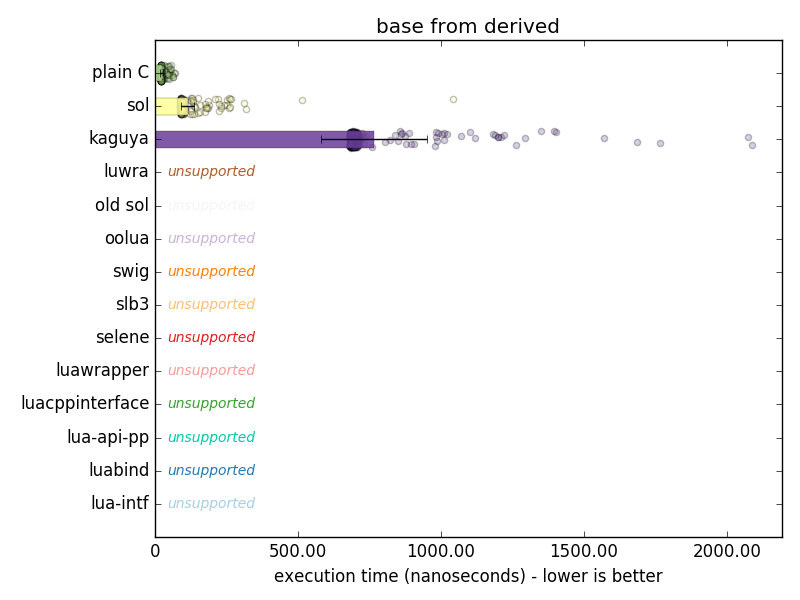 base from derived
plain C
sol
kaguya
luwra unsupported
old sol unsupported
oolua unsupported
swig unsupported
slb3 unsupported
selene unsupported
luawrapper unsupported
luacppinterface unsupported
lua-api-pp unsupported
luabind unsupported
lua-intf unsupported
0 500.00 1000.00 1500.00 2000.00
execution time (nanoseconds) - lower is better